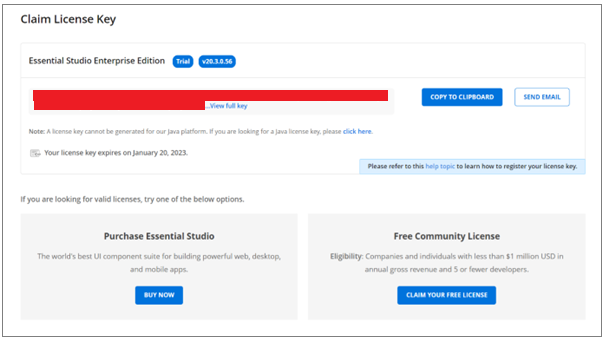 Claim License Key
Essential Studio Enterprise Edition Trial v20.3.0.56
...View full key
COPY TO CLIPBOARD
SEND EMAIL
Note: A license key cannot be generated for our Java platform. If you are looking for a Java license key, please click here.
Your license key expires on January 20, 2023.
Please refer to this help topic to learn how to register your license key.
If you are looking for valid licenses, try one of the below options.
Purchase Essential Studio
The world's best UI component suite for building powerful web, desktop,
and mobile apps.
BUY NOW
Free Community License
Eligibility: Companies and individuals with less than $1 million USD in
annual gross revenue and 5 or fewer developers.
CLAIM YOUR FREE LICENSE